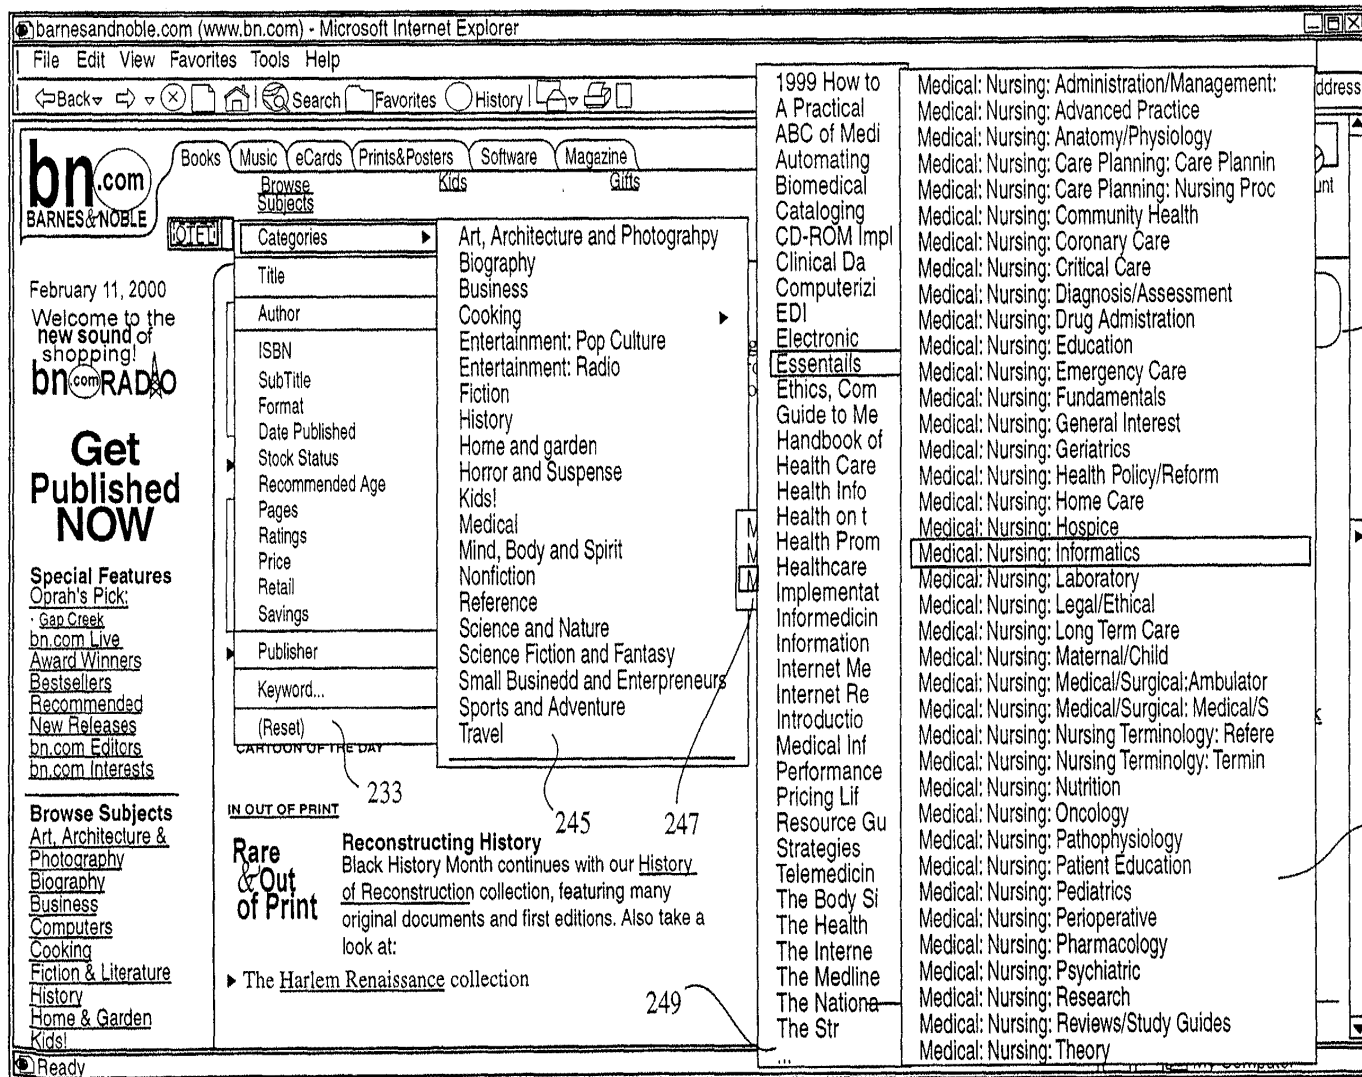 barnesandnoble.com (www.bn.com) - Microsoft Internet Explorer
File Edit View Favorites Tools Help
Back Search Favorites History
ddress
bn.com
BARNES&NOBLE
Books Music eCards Prints&Posters Software Magazine
Browse Subjects Kids Gifts
unt
February 11, 2000
Welcome to the
new sound of
shopping!
bn.com RADIO
Get
Published
NOW
Special Features
Oprah's Pick:
· Gap Creek
bn.com Live
Award Winners
Bestsellers
Recommended
New Releases
bn.com Editors
bn.com Interests
Browse Subjects
Art, Architecture &
Photography
Biography
Business
Computers
Cooking
Fiction & Literature
History
Home & Garden
Kids!
Categories
Title
Author
ISBN
SubTitle
Format
Date Published
Stock Status
Recommended Age
Pages
Ratings
Price
Retail
Savings
Publisher
Keyword...
(Reset)
CARTOON OF THE DAY
233
Art, Architecture and Photograhpy
Biography
Business
Cooking
Entertainment: Pop Culture
Entertainment: Radio
Fiction
History
Home and garden
Horror and Suspense
Kids!
Medical
Mind, Body and Spirit
Nonfiction
Reference
Science and Nature
Science Fiction and Fantasy
Small Businedd and Enterpreneurs
Sports and Adventure
Travel
245
247
M
M
M
IN OUT OF PRINT
Rare
& Out
of Print
Reconstructing History
Black History Month continues with our History
of Reconstruction collection, featuring many
original documents and first editions. Also take a
look at:
The Harlem Renaissance collection
249
1999 How to
A Practical
ABC of Medi
Automating
Biomedical
Cataloging
CD-ROM Impl
Clinical Da
Computerizi
EDI
Electronic
Essentails
Ethics, Com
Guide to Me
Handbook of
Health Care
Health Info
Health on t
Health Prom
Healthcare
Implementat
Informedicin
Information
Internet Me
Internet Re
Introductio
Medical Inf
Performance
Pricing Lif
Resource Gu
Strategies
Telemedicin
The Body Si
The Health
The Interne
The Medline
The Nationa
The Str
...
Medical: Nursing: Administration/Management:
Medical: Nursing: Advanced Practice
Medical: Nursing: Anatomy/Physiology
Medical: Nursing: Care Planning: Care Plannin
Medical: Nursing: Care Planning: Nursing Proc
Medical: Nursing: Community Health
Medical: Nursing: Coronary Care
Medical: Nursing: Critical Care
Medical: Nursing: Diagnosis/Assessment
Medical: Nursing: Drug Admistration
Medical: Nursing: Education
Medical: Nursing: Emergency Care
Medical: Nursing: Fundamentals
Medical: Nursing: General Interest
Medical: Nursing: Geriatrics
Medical: Nursing: Health Policy/Reform
Medical: Nursing: Home Care
Medical: Nursing: Hospice
Medical: Nursing: Informatics
Medical: Nursing: Laboratory
Medical: Nursing: Legal/Ethical
Medical: Nursing: Long Term Care
Medical: Nursing: Maternal/Child
Medical: Nursing: Medical/Surgical:Ambulator
Medical: Nursing: Medical/Surgical: Medical/S
Medical: Nursing: Nursing Terminology: Refere
Medical: Nursing: Nursing Terminolgy: Termin
Medical: Nursing: Nutrition
Medical: Nursing: Oncology
Medical: Nursing: Pathophysiology
Medical: Nursing: Patient Education
Medical: Nursing: Pediatrics
Medical: Nursing: Perioperative
Medical: Nursing: Pharmacology
Medical: Nursing: Psychiatric
Medical: Nursing: Research
Medical: Nursing: Reviews/Study Guides
Medical: Nursing: Theory
Ready